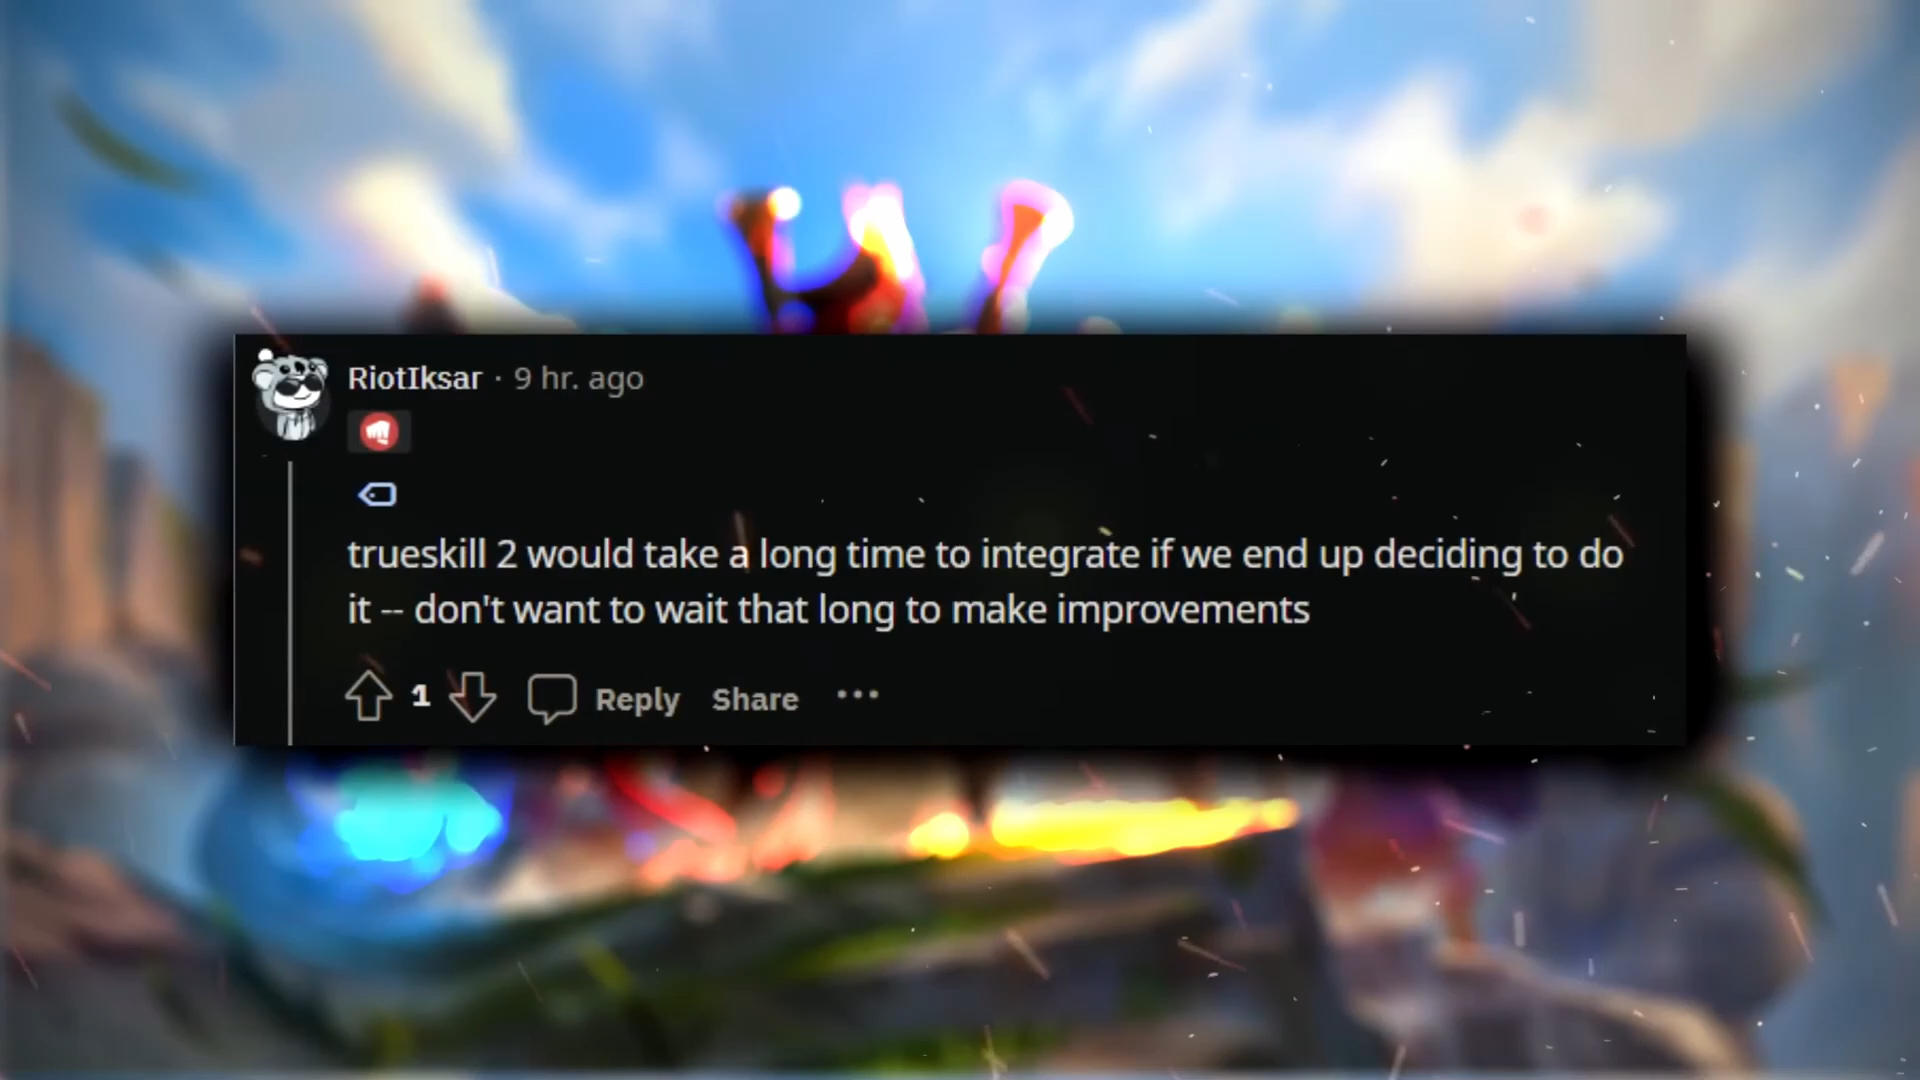 RiotIksar · 9 hr. ago
trueskill 2 would take a long time to integrate if we end up deciding to do
it -- don't want to wait that long to make improvements
1 Reply Share ···